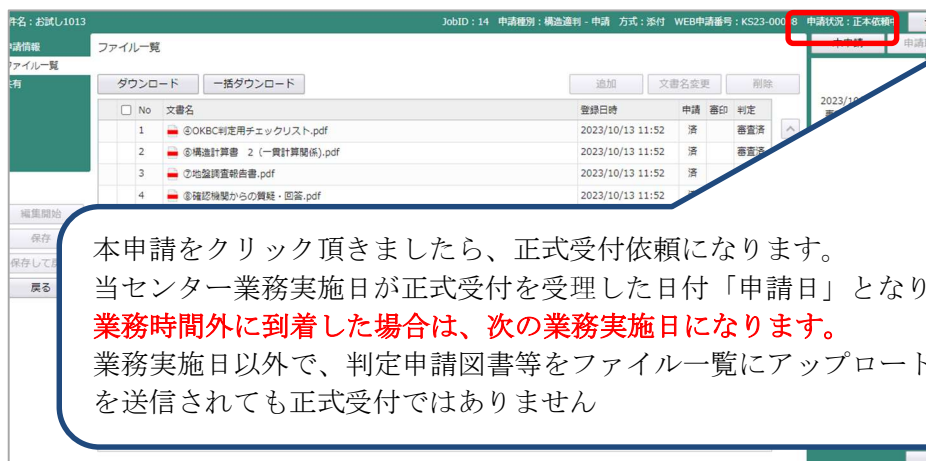 件名：お試し1013 JobID：14 申請種別：構造適判 - 申請 方式：添付 WEB申請番号：KS23-000 8 申請状況：正本依頼中
申請情報
ファイル一覧
共有
ファイル一覧
本申請 申請
ダウンロード 一括ダウンロード 追加 文書名変更 削除
No 文書名 登録日時 申請 審印 判定
1 ④OKBC判定用チェックリスト.pdf 2023/10/13 11:52 済 審査済
2 ⑥構造計算書 2（一貫計算関係).pdf 2023/10/13 11:52 済 審査済
3 ⑦地盤調査報告書.pdf 2023/10/13 11:52 済
4 ⑧確認機関からの質疑・回答.pdf 2023/10/13 11:52
2023/10
編集開始
保存
保存して
戻る
本申請をクリック頂きましたら、正式受付依頼になります。
当センター業務実施日が正式受付を受理した日付「申請日」となり
業務時間外に到着した場合は、次の業務実施日になります。
業務実施日以外で、判定申請図書等をファイル一覧にアップロード
を送信されても正式受付ではありません